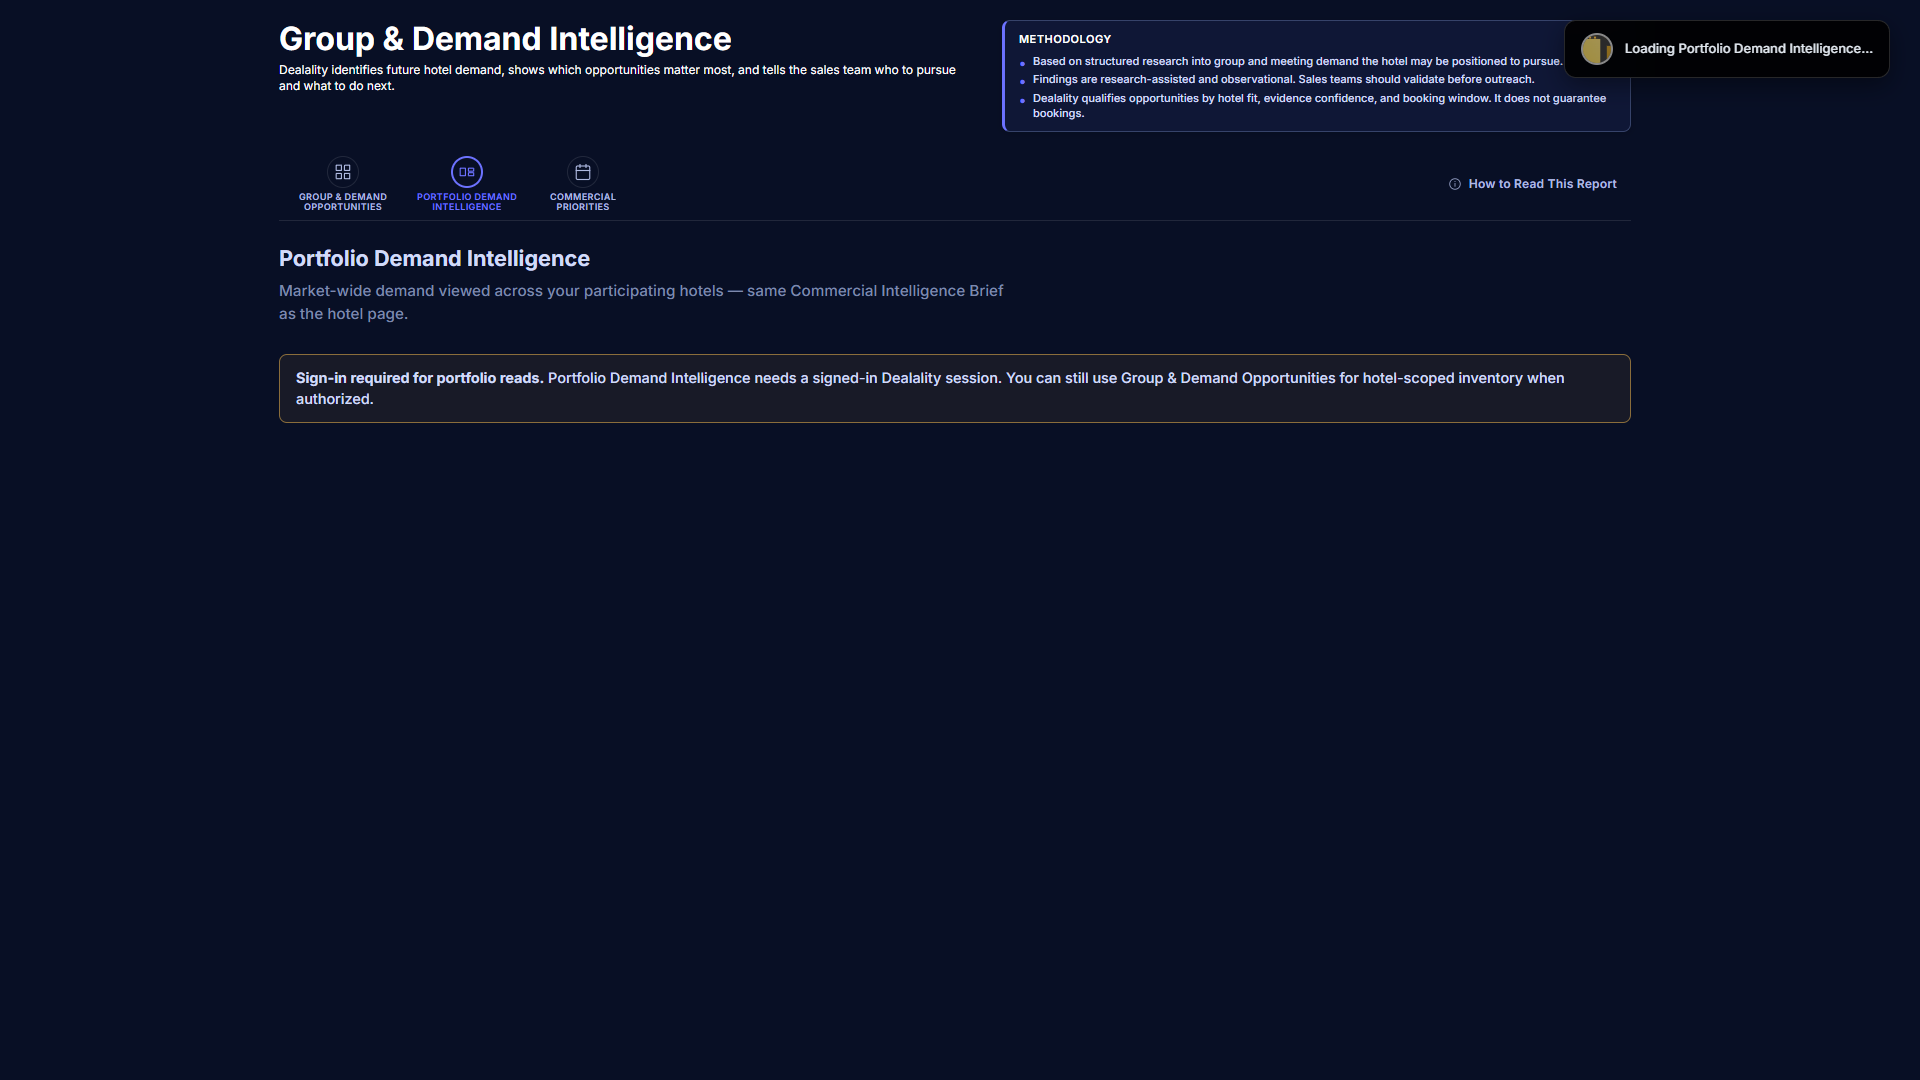 Group & Demand Intelligence
Dealality identifies future hotel demand, shows which opportunities matter most, and tells the sales team who to pursue
and what to do next.
METHODOLOGY
Based on structured research into group and meeting demand the hotel may be positioned to pursue.
Findings are research-assisted and observational. Sales teams should validate before outreach.
Dealality qualifies opportunities by hotel fit, evidence confidence, and booking window. It does not guarantee
bookings.
Loading Portfolio Demand Intelligence...
GROUP & DEMAND
OPPORTUNITIES
PORTFOLIO DEMAND
INTELLIGENCE
COMMERCIAL
PRIORITIES
How to Read This Report
Portfolio Demand Intelligence
Market-wide demand viewed across your participating hotels — same Commercial Intelligence Brief
as the hotel page.
Sign-in required for portfolio reads. Portfolio Demand Intelligence needs a signed-in Dealality session. You can still use Group & Demand Opportunities for hotel-scoped inventory when
authorized.